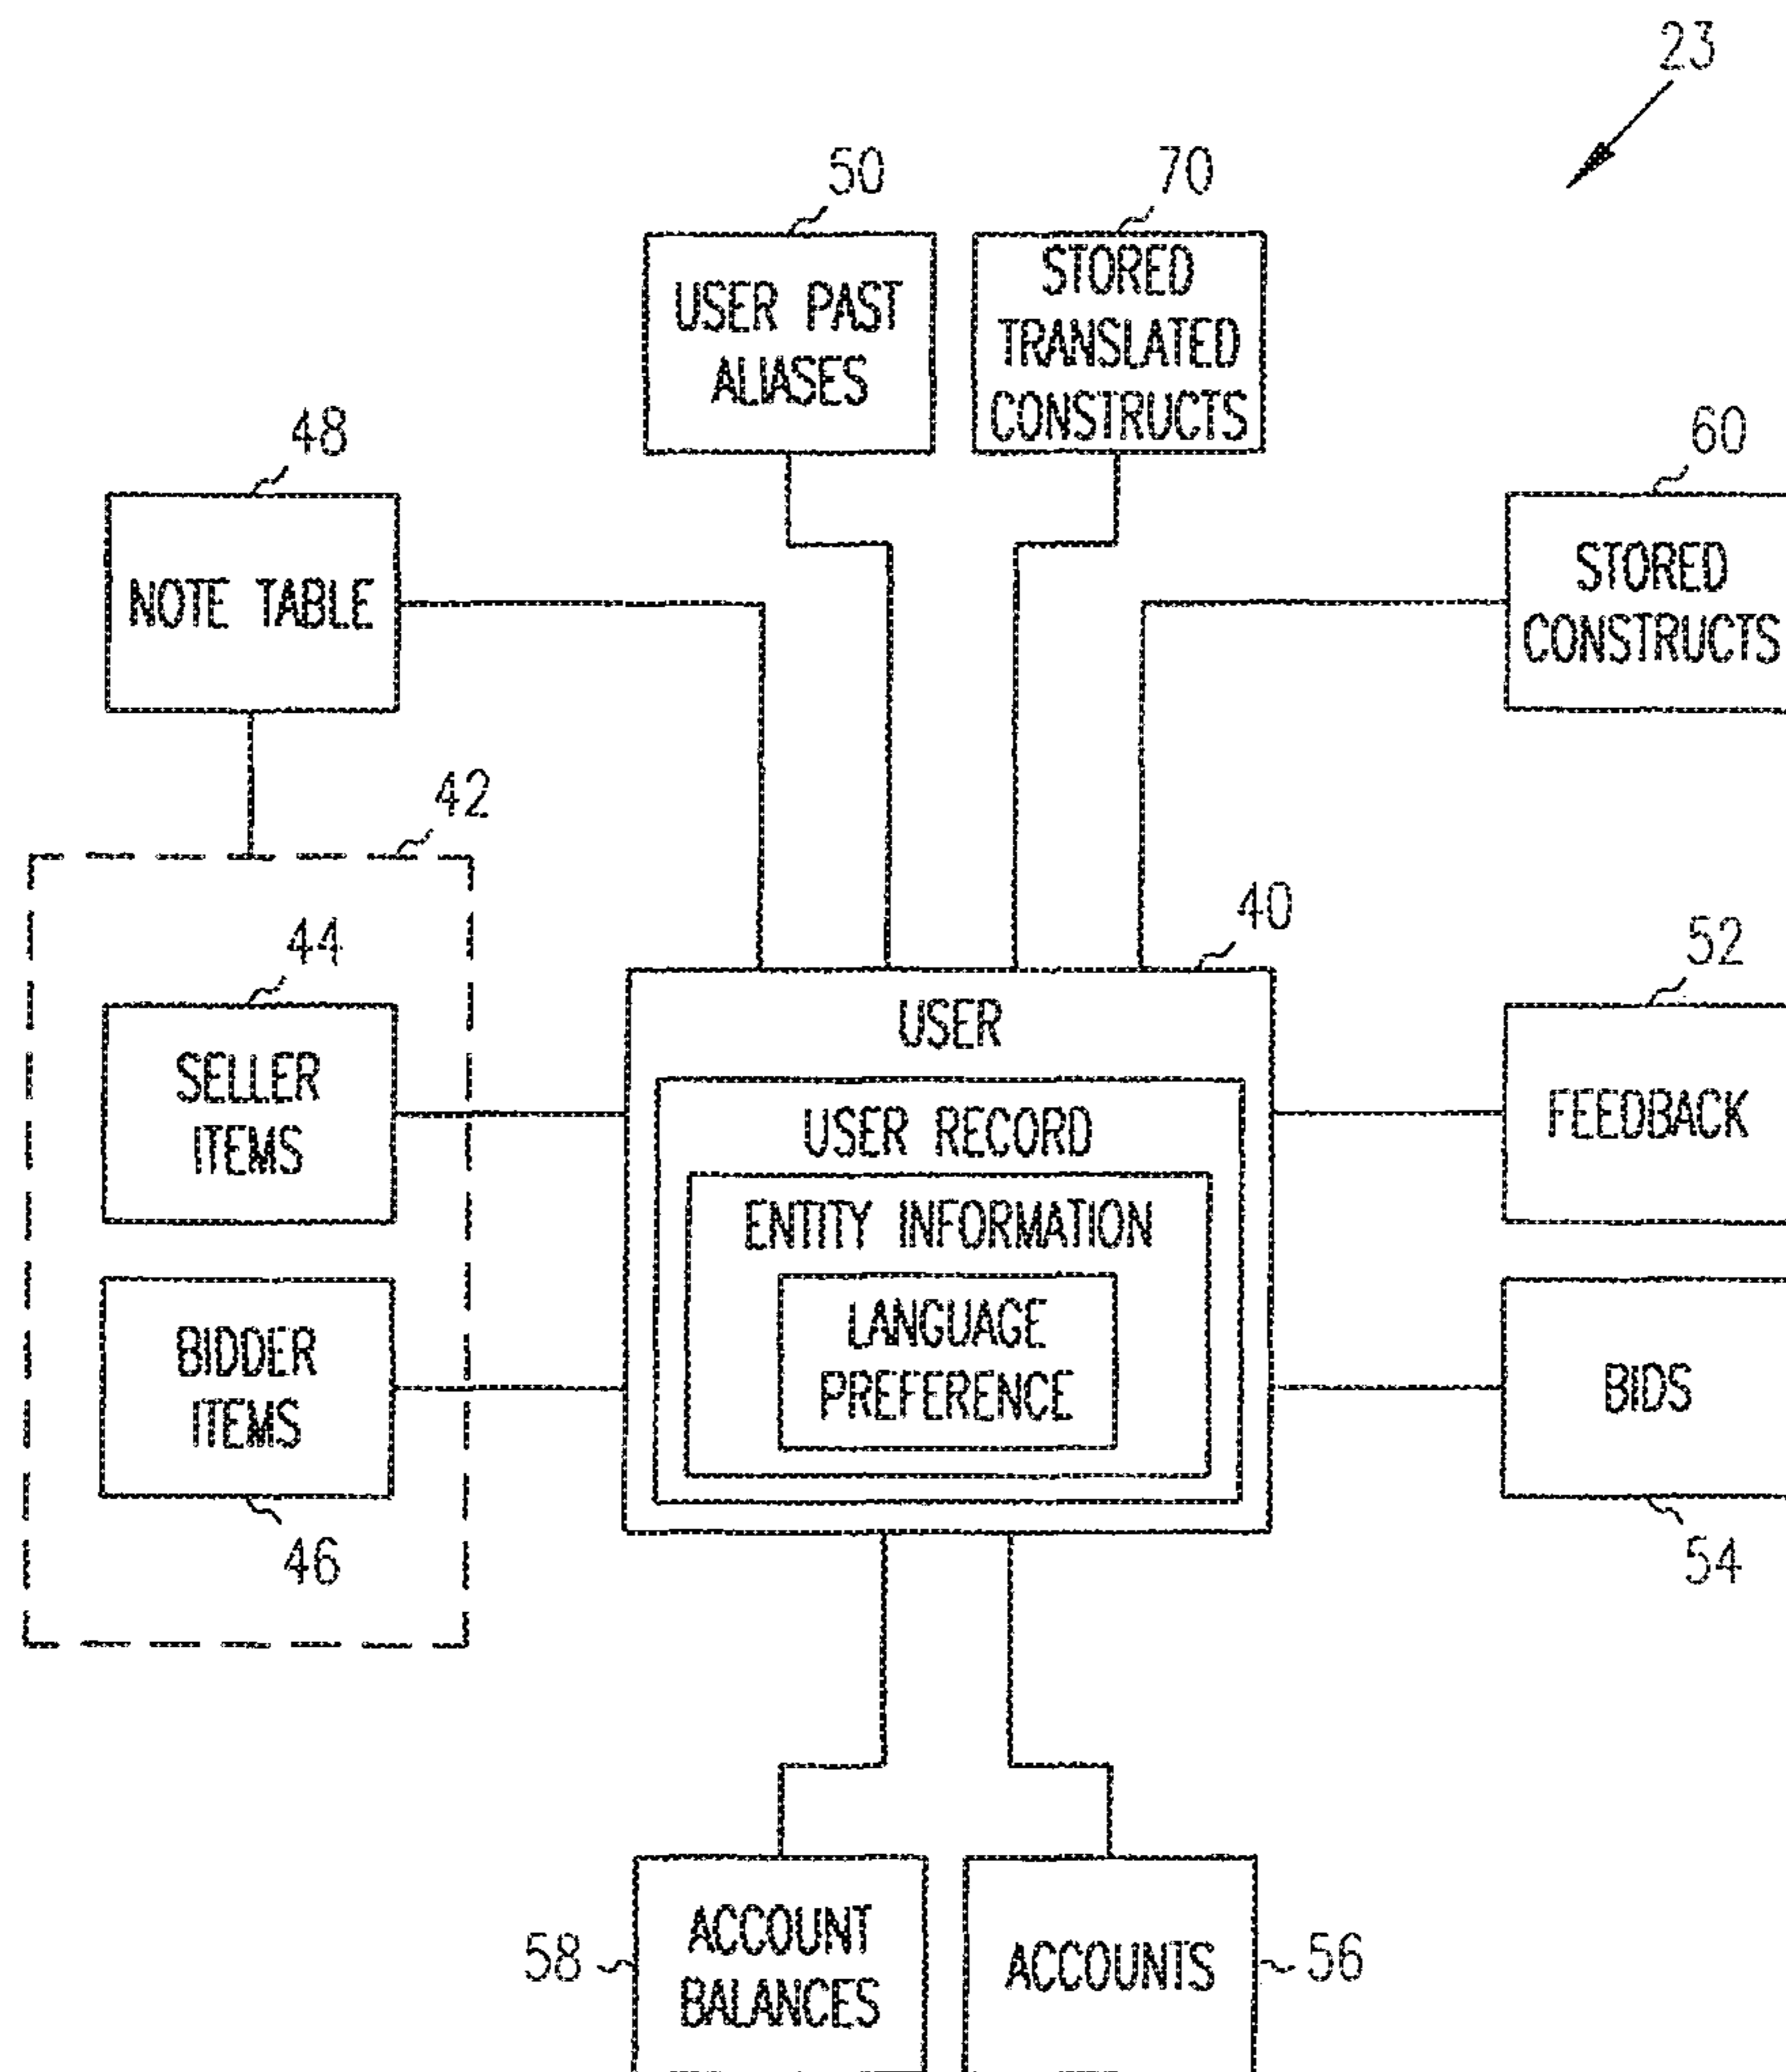 23
50
70
USER PAST
ALIASES
STORED
TRANSLATED
CONSTRUCTS
48
60
NOTE TABLE
STORED
CONSTRUCTS
42
44
40
52
SELLER
ITEMS
USER
USER RECORD
ENTITY INFORMATION
LANGUAGE
PREFERENCE
FEEDBACK
BIDDER
ITEMS
BIDS
46
54
58
ACCOUNT
BALANCES
ACCOUNTS
56